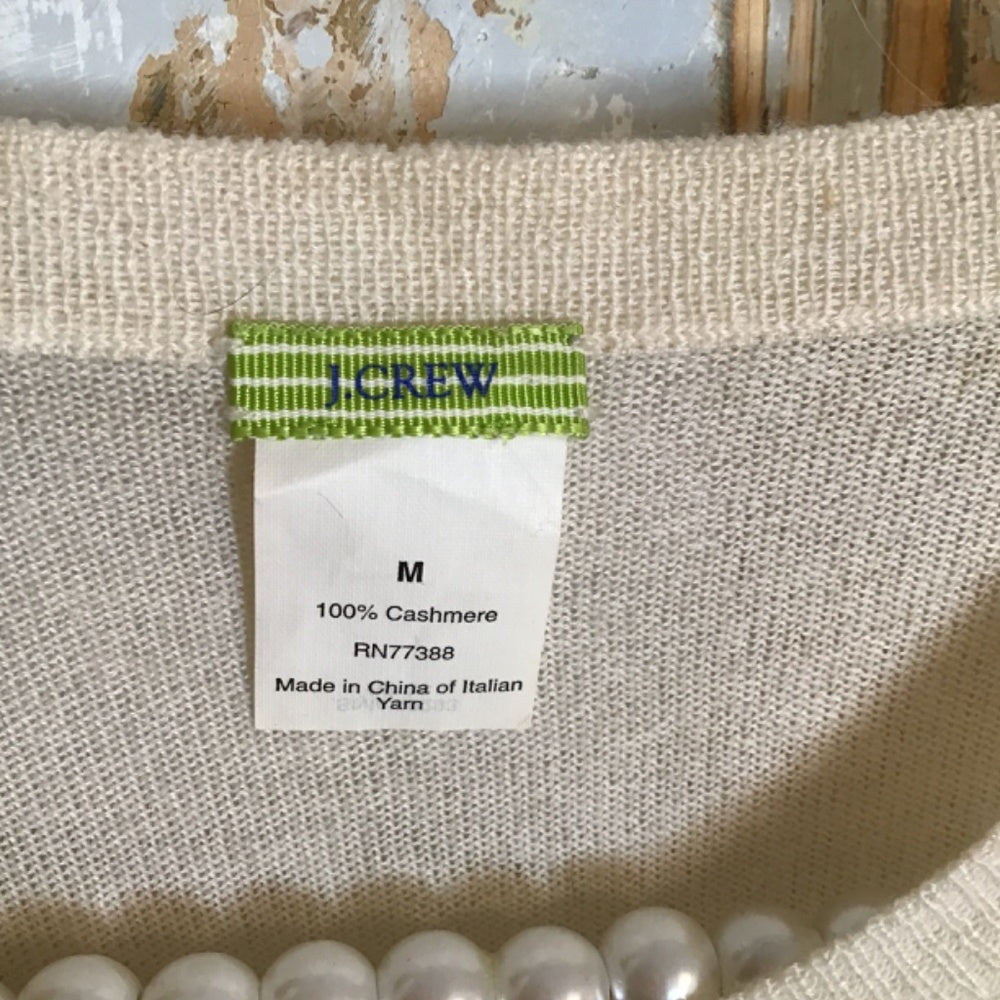 J.CREW
M
100% Cashmere
RN77388
Made in China of Italian
Yarn